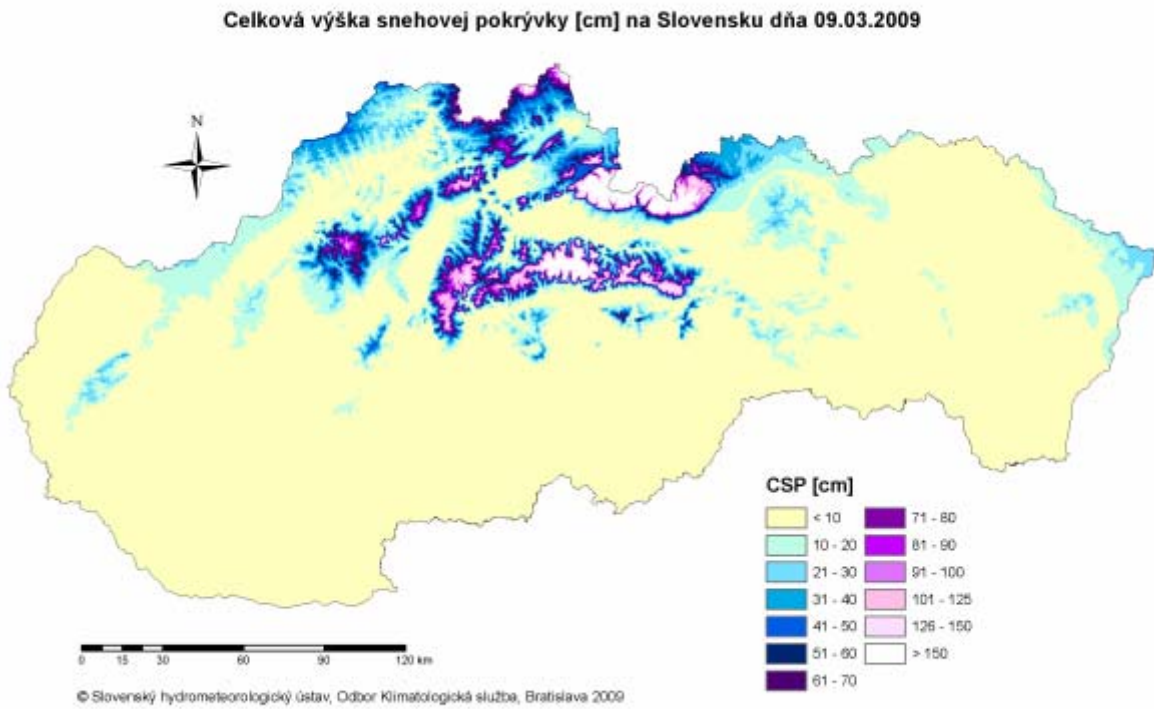 Celková výška snehovej pokrývky [cm] na Slovensku dňa 09.03.2009
N
CSP [cm]
< 10
10 - 20
21 - 30
31 - 40
41 - 50
51 - 60
61 - 70
71 - 80
81 - 90
91 - 100
101 - 125
126 - 150
> 150
0 15 30 60 90 120 km
© Slovenský hydrometeorologický ústav, Odbor Klimatologická služba, Bratislava 2009